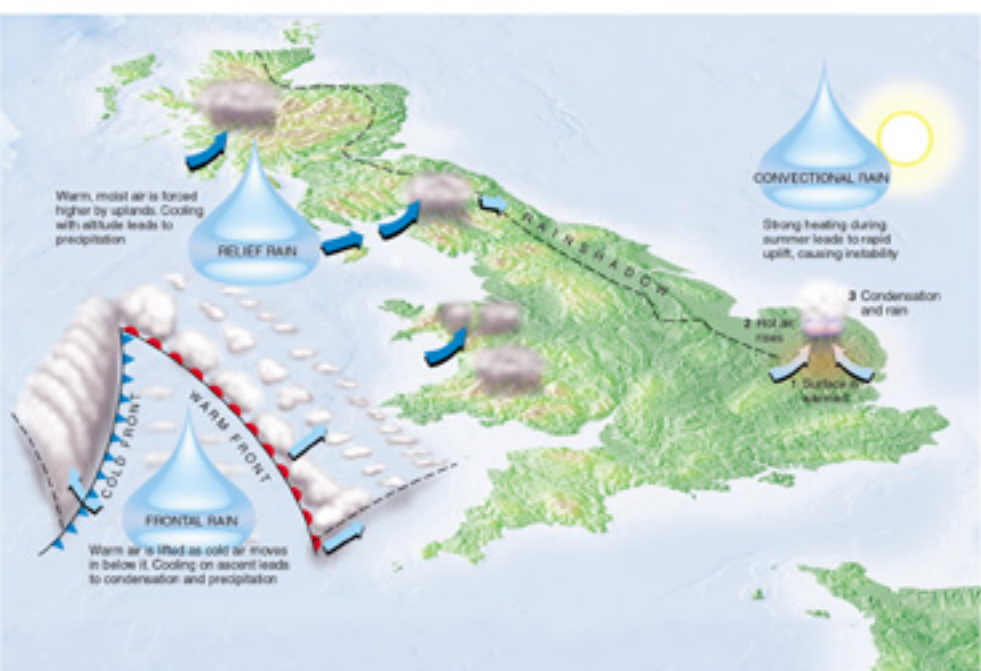 Warm, moist air is forced
higher by uplands. Cooling
with altitude leads to
precipitation
RELIEF RAIN
RAINSHADOW
CONVECTIONAL RAIN
Strong heating during
summer leads to rapid
uplift, causing instability
3 Condensation
and rain
2 Hot air
rises
1 Surface is
warmed
COLD FRONT
WARM FRONT
FRONTAL RAIN
Warm air is lifted as cold air moves
in below it. Cooling on ascent leads
to condensation and precipitation